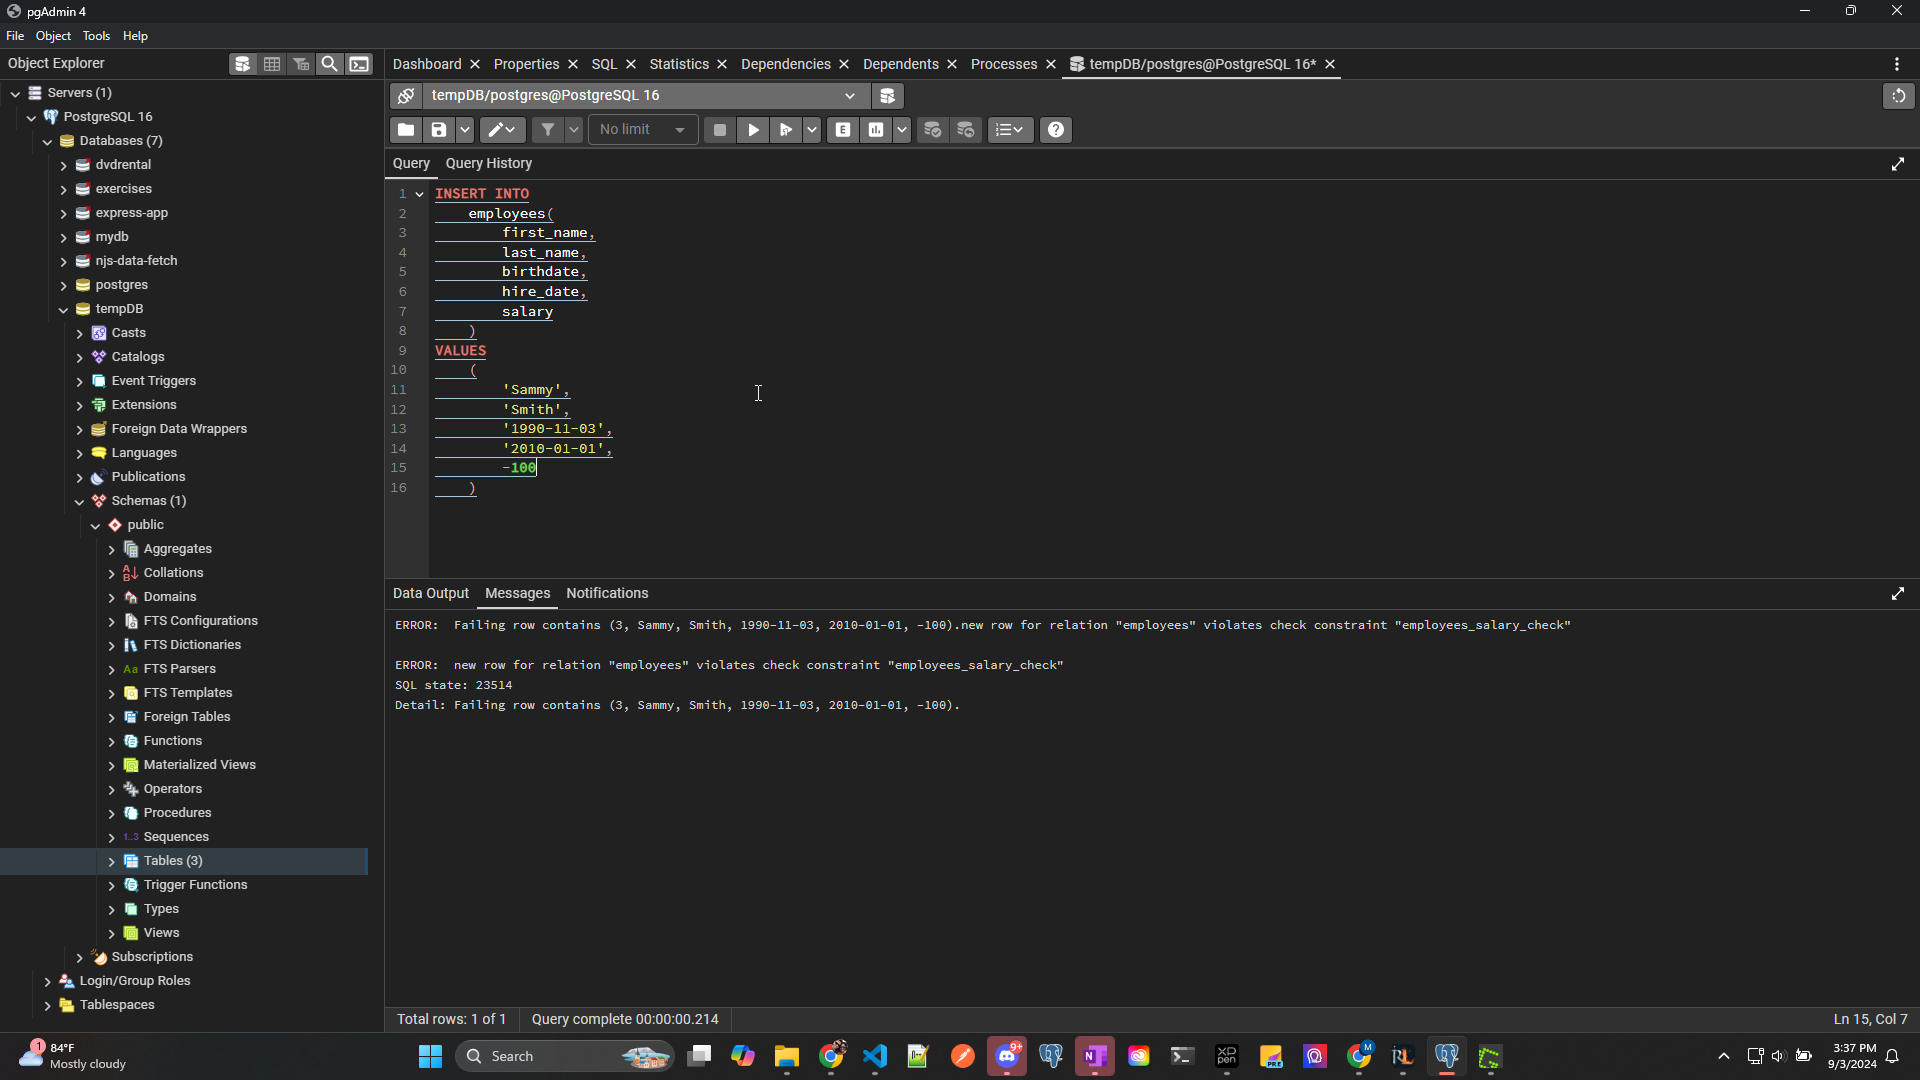 pgAdmin 4
File Object Tools Help
Object Explorer
Dashboard Properties SQL Statistics Dependencies Dependents Processes tempDB/postgres@PostgreSQL 16*
Servers (1)
PostgreSQL 16
Databases (7)
dvdrental
exercises
express-app
mydb
njs-data-fetch
postgres
tempDB
Casts
Catalogs
Event Triggers
Extensions
Foreign Data Wrappers
Languages
Publications
Schemas (1)
public
Aggregates
Collations
Domains
FTS Configurations
FTS Dictionaries
Aa FTS Parsers
FTS Templates
Foreign Tables
Functions
Materialized Views
Operators
Procedures
1..3 Sequences
Tables (3)
Trigger Functions
Types
Views
Subscriptions
Login/Group Roles
Tablespaces
tempDB/postgres@PostgreSQL 16
No limit
E
Query Query History
1 INSERT INTO
2 employees(
3 first_name,
4 last_name,
5 birthdate,
6 hire_date,
7 salary
8 )
9 VALUES
10 (
11 'Sammy',
12 'Smith',
13 '1990-11-03',
14 '2010-01-01',
15 -100
16 )
Data Output Messages Notifications
ERROR: Failing row contains (3, Sammy, Smith, 1990-11-03, 2010-01-01, -100).new row for relation "employees" violates check constraint "employees_salary_check"
ERROR: new row for relation "employees" violates check constraint "employees_salary_check"
SQL state: 23514
Detail: Failing row contains (3, Sammy, Smith, 1990-11-03, 2010-01-01, -100).
Total rows: 1 of 1 Query complete 00:00:00.214 Ln 15, Col 7
1 84°F
Mostly cloudy
Search
9+
3:37 PM
9/3/2024